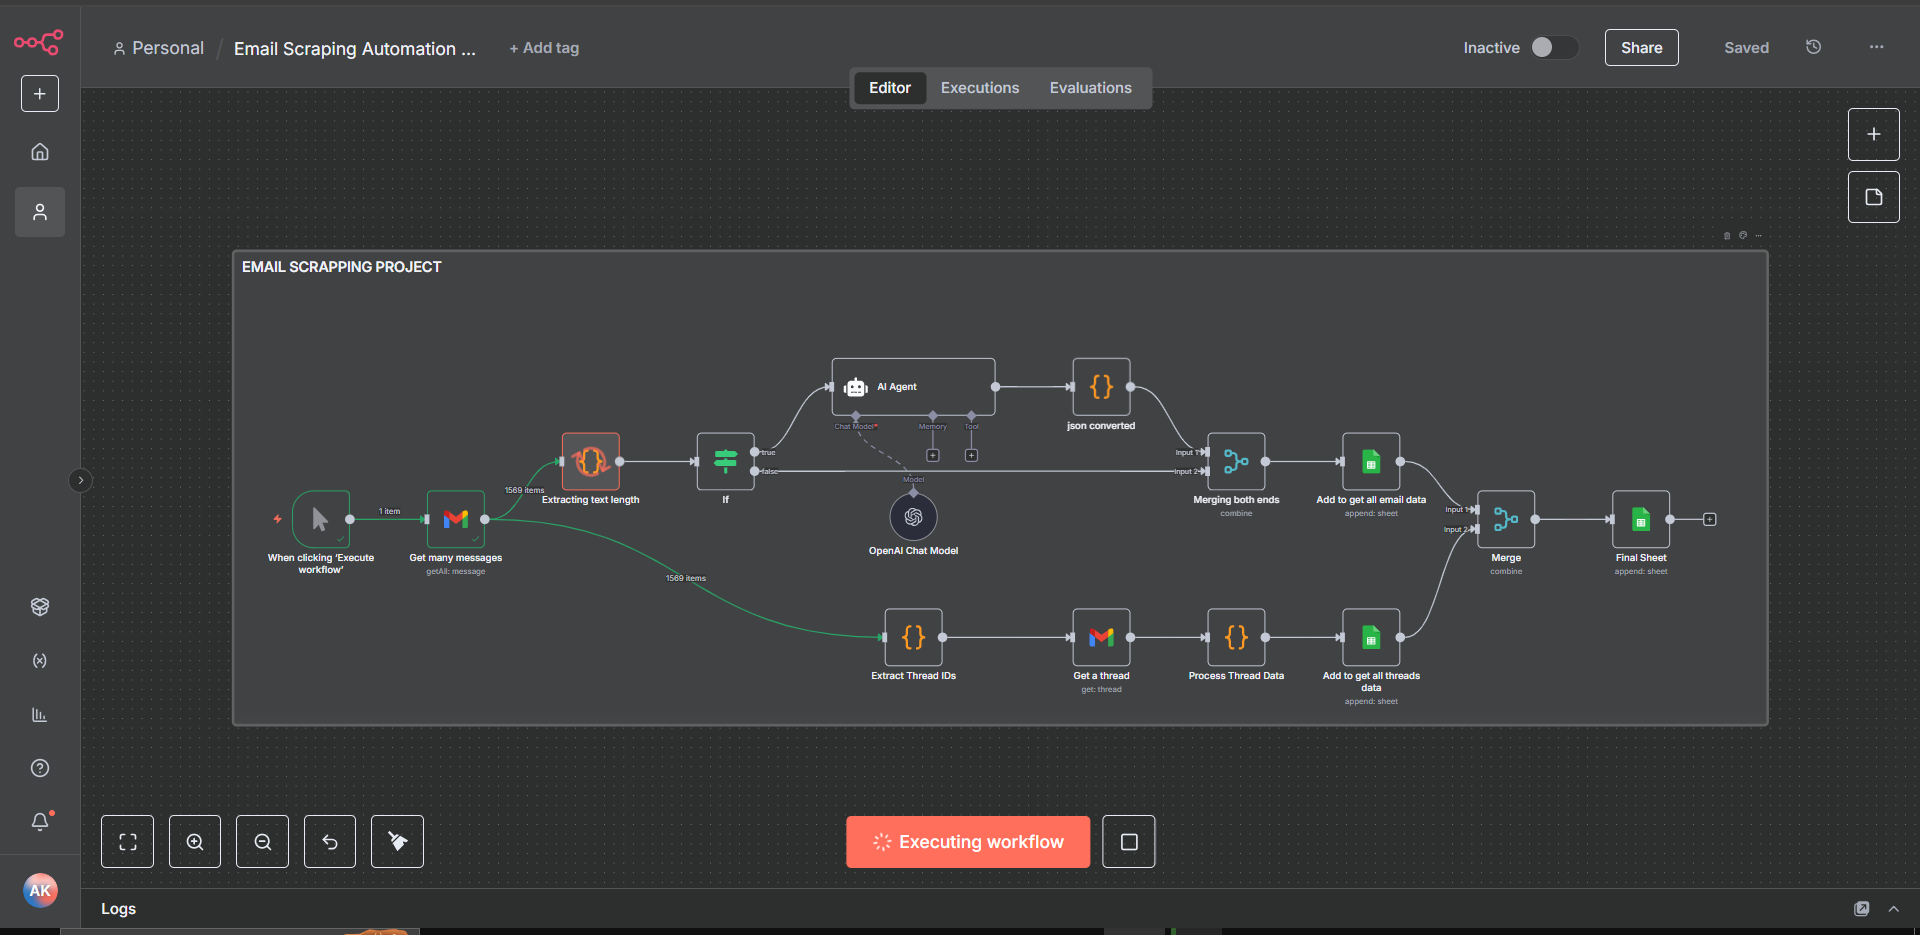 Personal / Email Scraping Automation ... + Add tag
Inactive
Share
Saved
Editor Executions Evaluations
EMAIL SCRAPPING PROJECT
AI Agent
Chat Model*
Memory
Tool
json converted
Extracting text length
If
true
false
Model
OpenAI Chat Model
Input 1
Input 2
Merging both ends
combine
Add to get all email data
append: sheet
1569 items
1 item
When clicking ‘Execute
workflow’
Get many messages
getAll: message
Input 1
Input 2
Merge
combine
Final Sheet
append: sheet
1569 items
Extract Thread IDs
Get a thread
get: thread
Process Thread Data
Add to get all threads
data
append: sheet
Executing workflow
AK
Logs